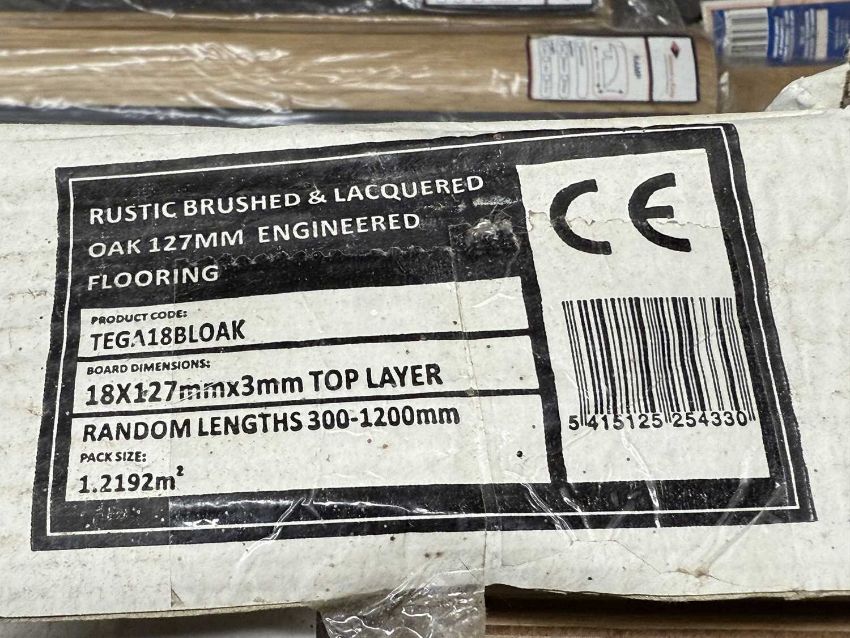 RAMP
RUSTIC BRUSHED & LACQUERED
OAK 127MM ENGINEERED
FLOORING
PRODUCT CODE:
TEGA18BLOAK
BOARD DIMENSIONS:
18X127mmx3mm TOP LAYER
RANDOM LENGTHS 300-1200mm
PACK SIZE:
1.2192m²
CE
5 415125 254330